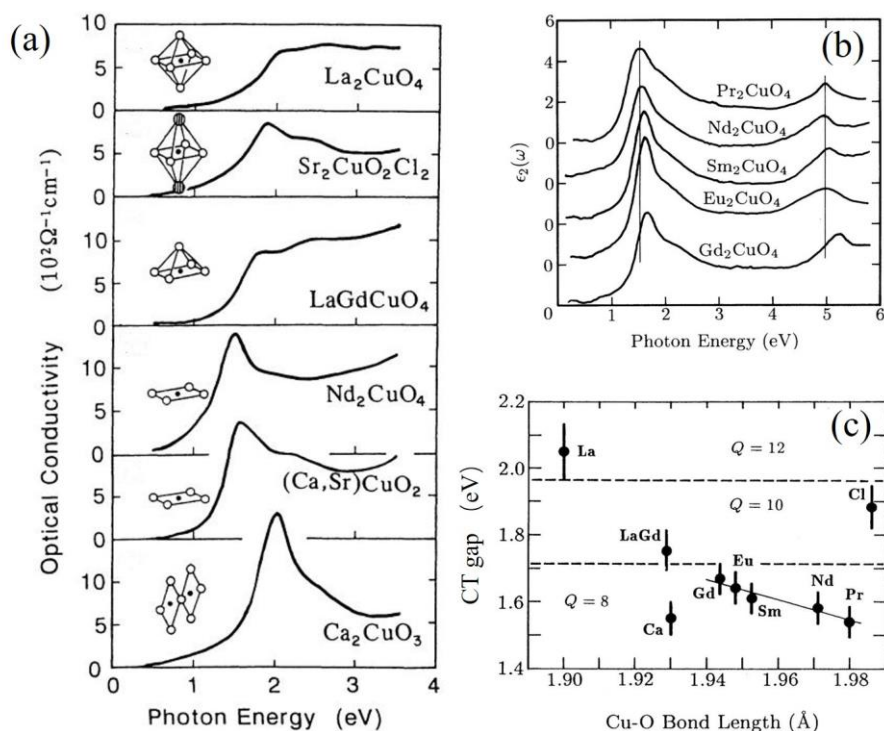 (a)
10
5
0
La₂CuO₄
5
0
Sr₂CuO₂Cl₂
10
5
0
LaGdCuO₄
10
5
0
Nd₂CuO₄
5
0
(Ca,Sr)CuO₂
10
5
0
Ca₂CuO₃
0 1 2 3 4
Photon Energy (eV)
Optical Conductivity (10²Ω⁻¹cm⁻¹)
(b)
6
4
2
0
0
0
0
0
Pr₂CuO₄
Nd₂CuO₄
Sm₂CuO₄
Eu₂CuO₄
Gd₂CuO₄
ϵ₂(ω)
0 1 2 3 4 5 6
Photon Energy (eV)
(c)
2.2
2.0
1.8
1.6
1.4
CT gap
(eV)
La
Q = 12
Q = 10
Cl
LaGd
Q = 8
Eu
Gd
Sm
Ca
Nd
Pr
1.90 1.92 1.94 1.96 1.98
Cu-O Bond Length (Å)